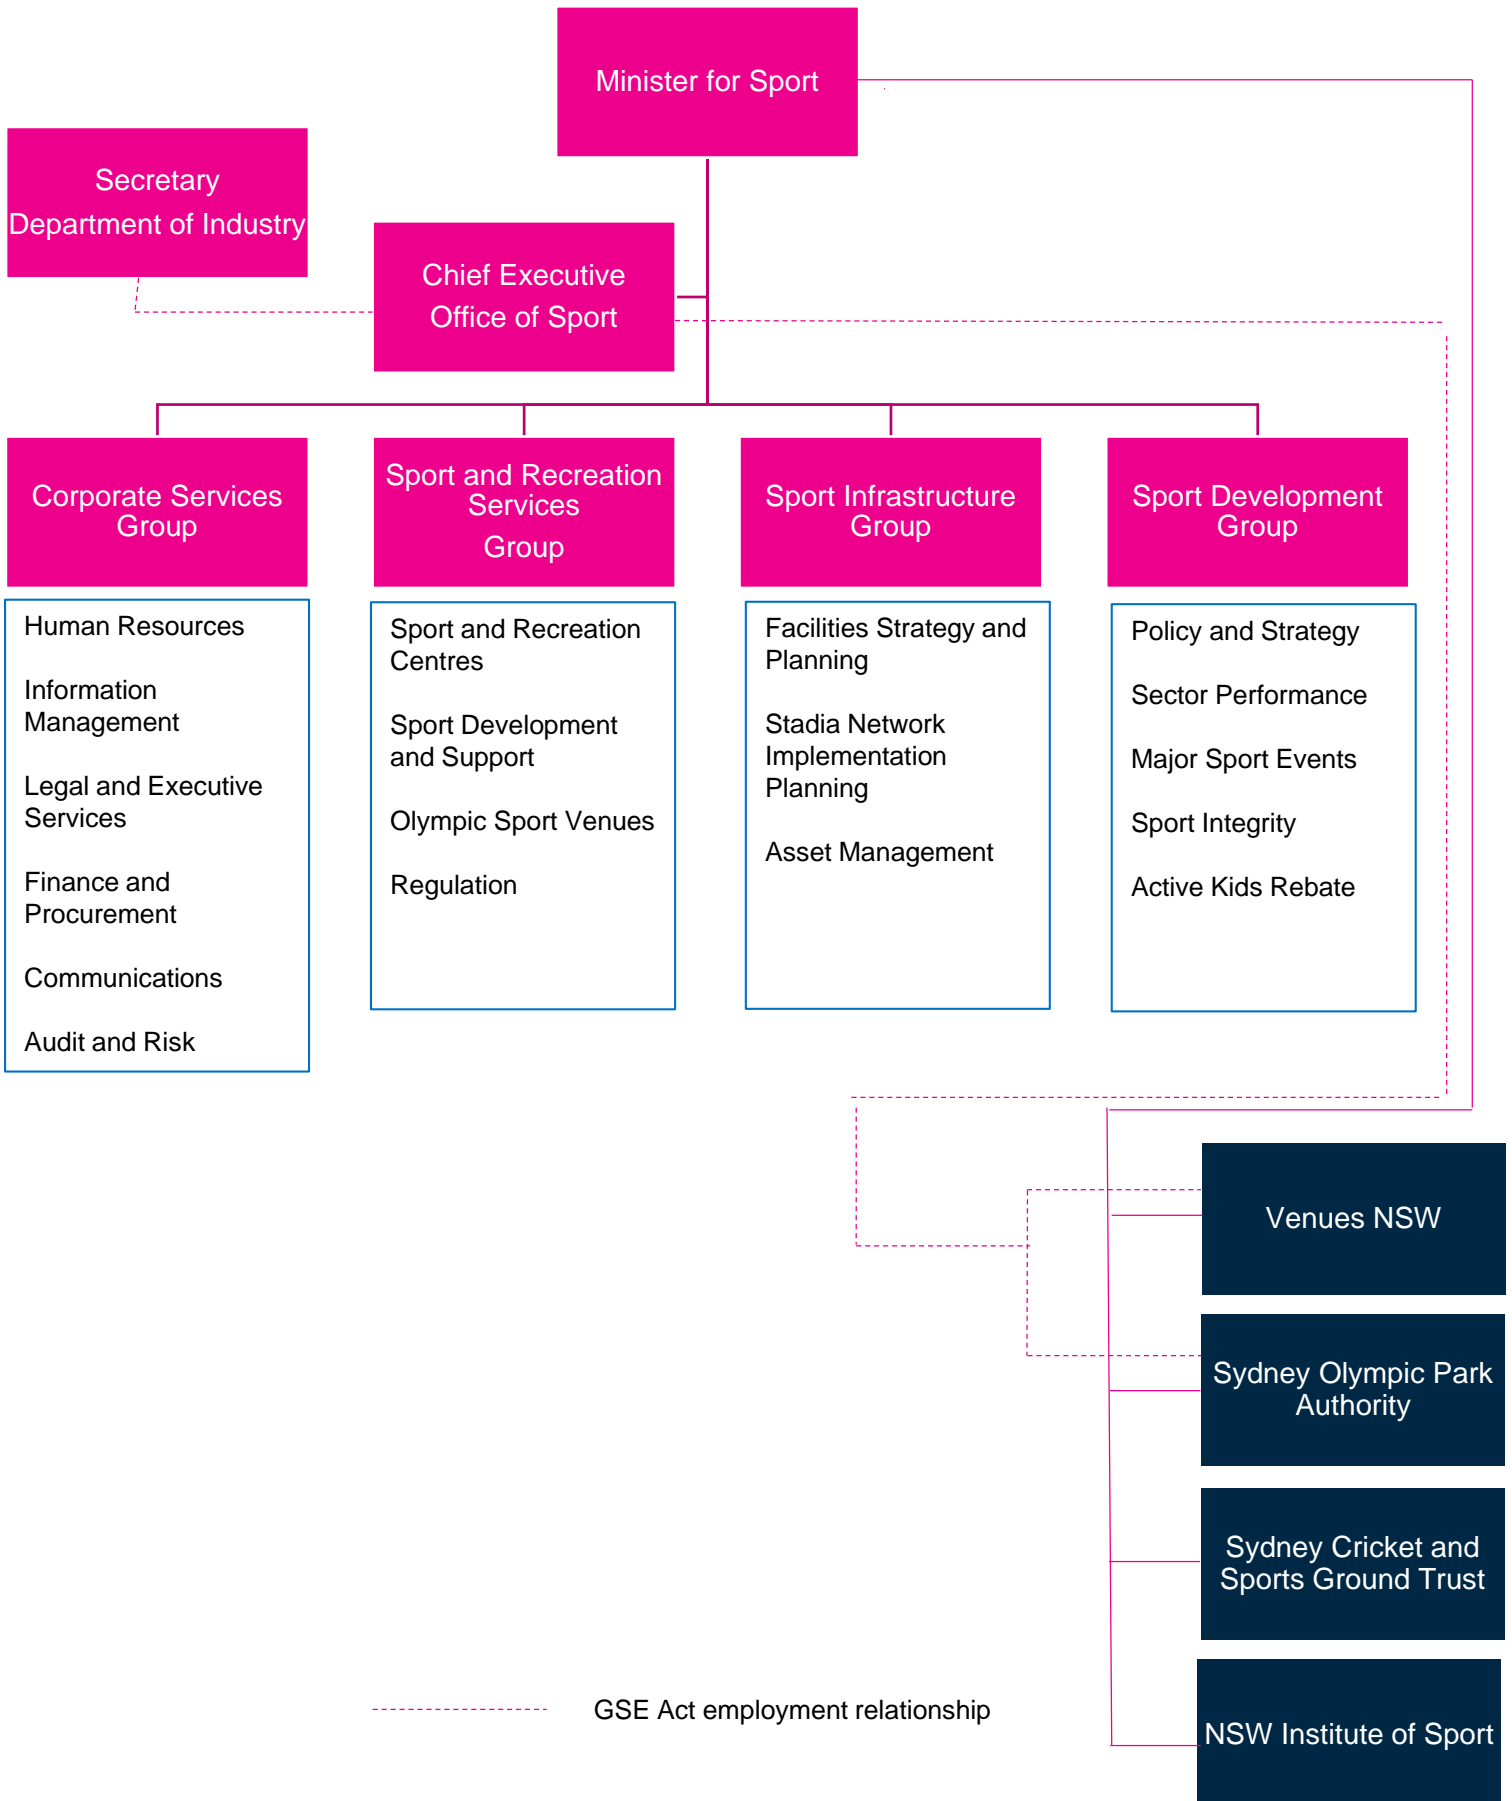 Minister for Sport
Secretary
Department of Industry
Chief Executive
Office of Sport
Corporate Services
Group
Sport and Recreation
Services
Group
Sport Infrastructure
Group
Sport Development
Group
Human Resources
Information
Management
Legal and Executive
Services
Finance and
Procurement
Communications
Audit and Risk
Sport and Recreation
Centres
Sport Development
and Support
Olympic Sport Venues
Regulation
Facilities Strategy and
Planning
Stadia Network
Implementation
Planning
Asset Management
Policy and Strategy
Sector Performance
Major Sport Events
Sport Integrity
Active Kids Rebate
Venues NSW
Sydney Olympic Park
Authority
Sydney Cricket and
Sports Ground Trust
NSW Institute of Sport
GSE Act employment relationship